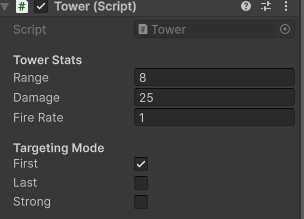 Tower (Script)
Script Tower
Tower Stats
Range 8
Damage 25
Fire Rate 1
Targeting Mode
First
Last
Strong